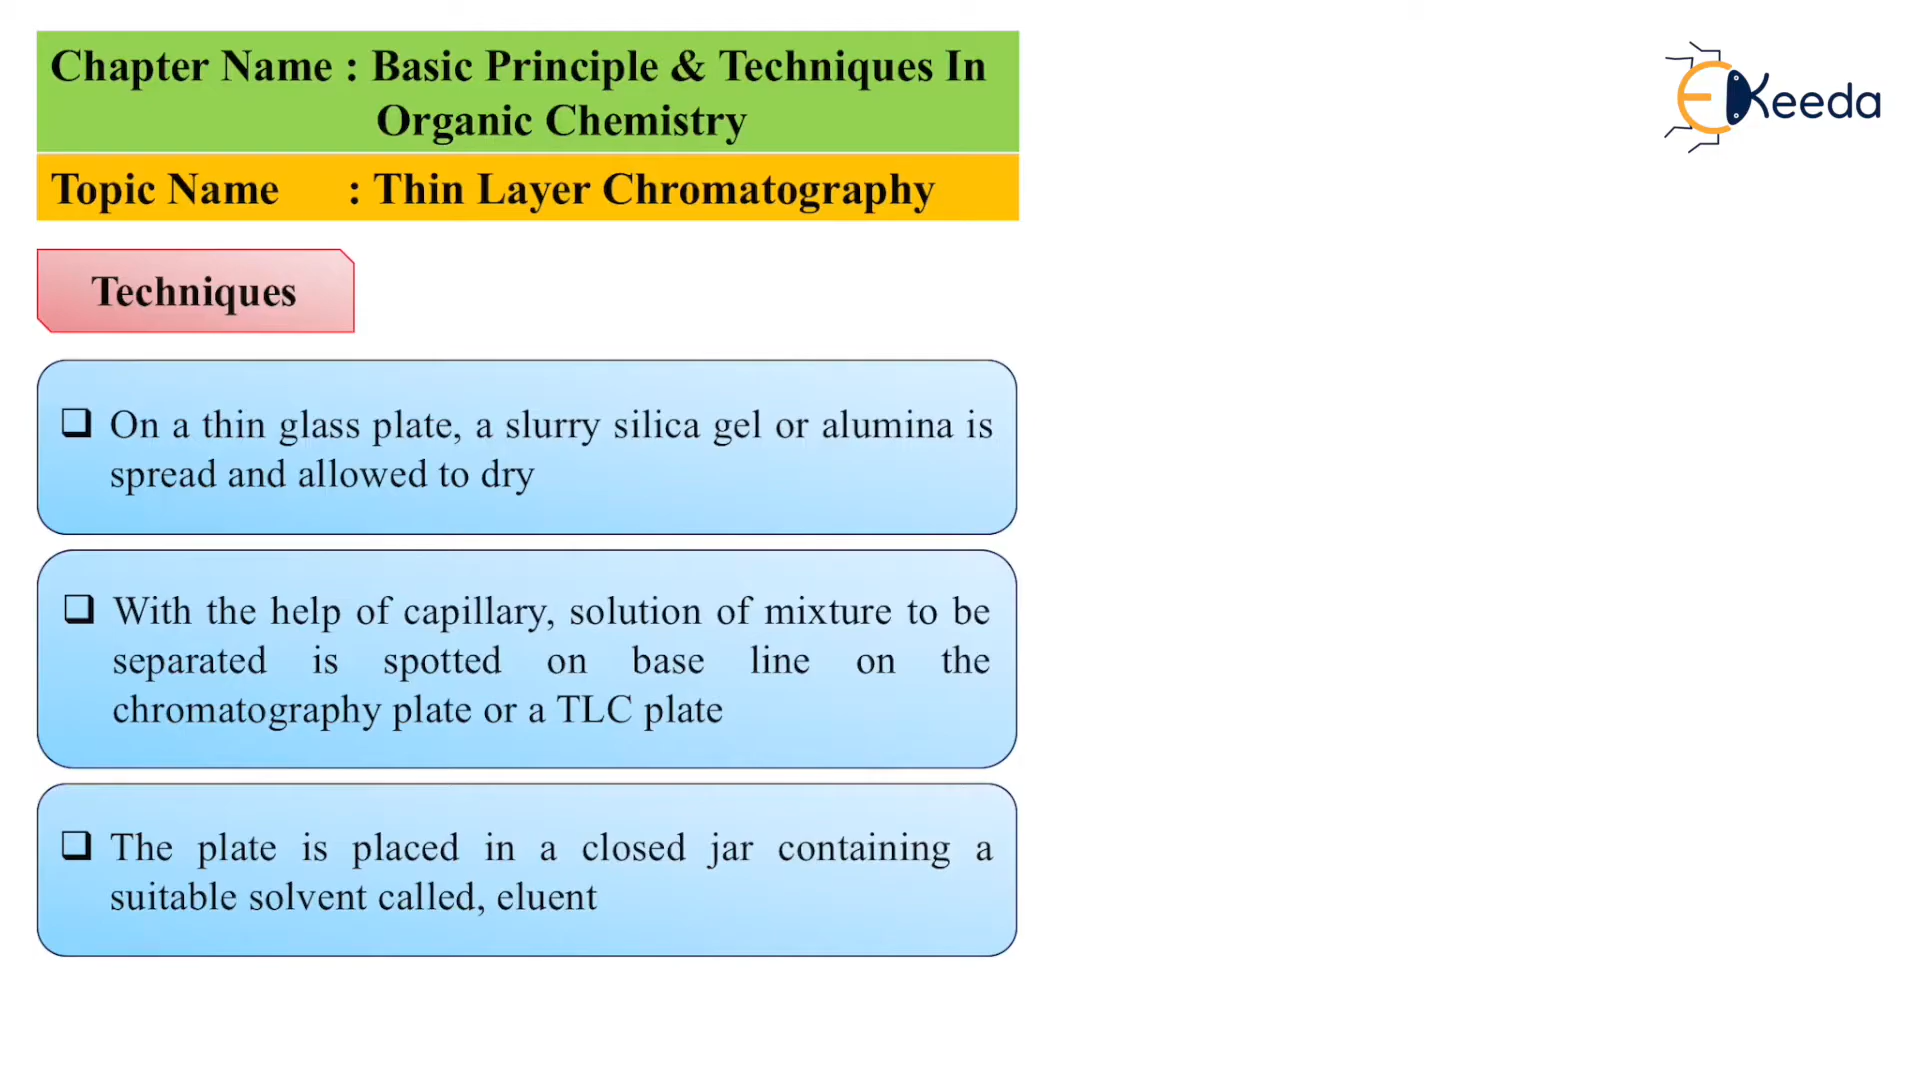 Chapter Name : Basic Principle & Techniques In
Organic Chemistry
Topic Name : Thin Layer Chromatography
EKeeda
Techniques
❑ On a thin glass plate, a slurry silica gel or alumina is
spread and allowed to dry
❑ With the help of capillary, solution of mixture to be
separated is spotted on base line on the
chromatography plate or a TLC plate
❑ The plate is placed in a closed jar containing a
suitable solvent called, eluent